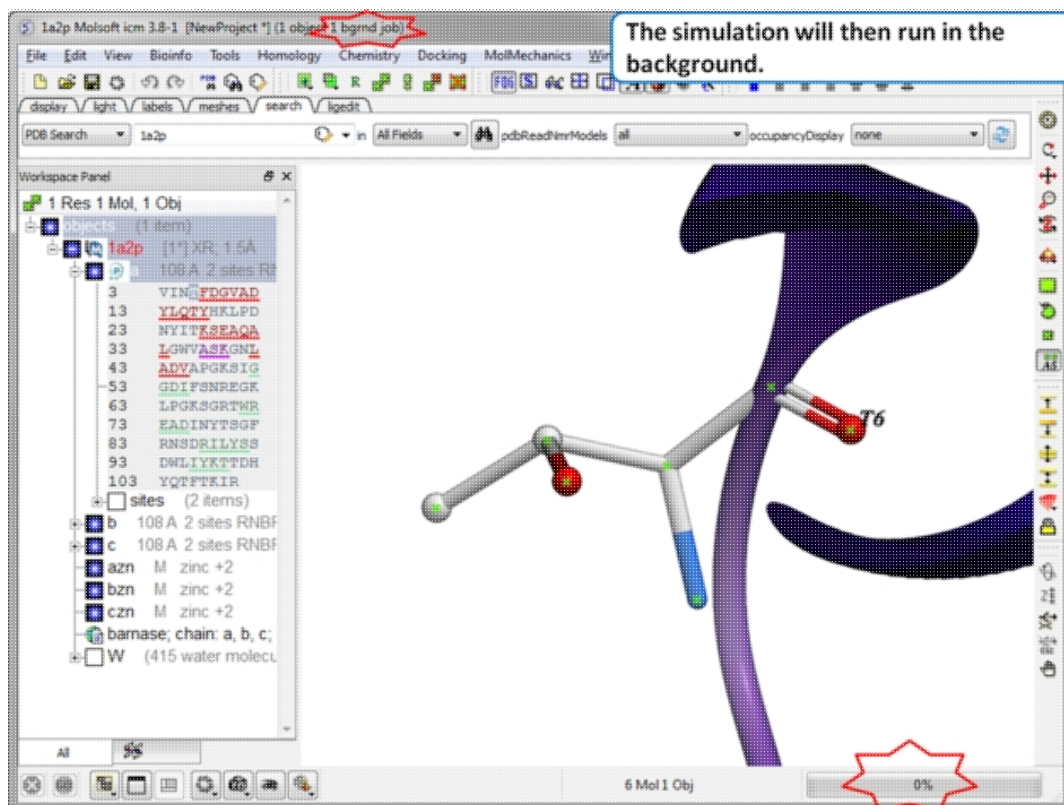 1a2p Molsoft icm 3.8-1 [NewProject *] (1 object 1 bgrnd job)
The simulation will then run in the
background.
File Edit View Bioinfo Tools Homology Chemistry Docking MolMechanics
display light labels meshes search ligedit
PDB Search 1a2p in All Fields pdbReadNmrModels all occupancyDisplay none
Workspace Panel
1 Res 1 Mol, 1 Obj
objects (1 item)
1a2p [1*] XR, 1.5Å
a 108 A 2 sites
3 VINGFDGVAD
13 YLQTYHKLPD
23 NYITKSEAQA
33 LGWVASKGNL
43 ADVAPGKSIG
53 GDIFSNREGK
63 LPGKSGRTWR
73 EADINYTSGF
83 RNSDRILYSS
93 DWLIYKTTDH
103 YQTFTKIR
sites (2 items)
b 108 A 2 sites RNBF
c 108 A 2 sites RNBF
azn M zinc +2
bzn M zinc +2
czn M zinc +2
barnase; chain: a, b, c;
W (415 water molecu
T6
All
6 Mol 1 Obj 0%